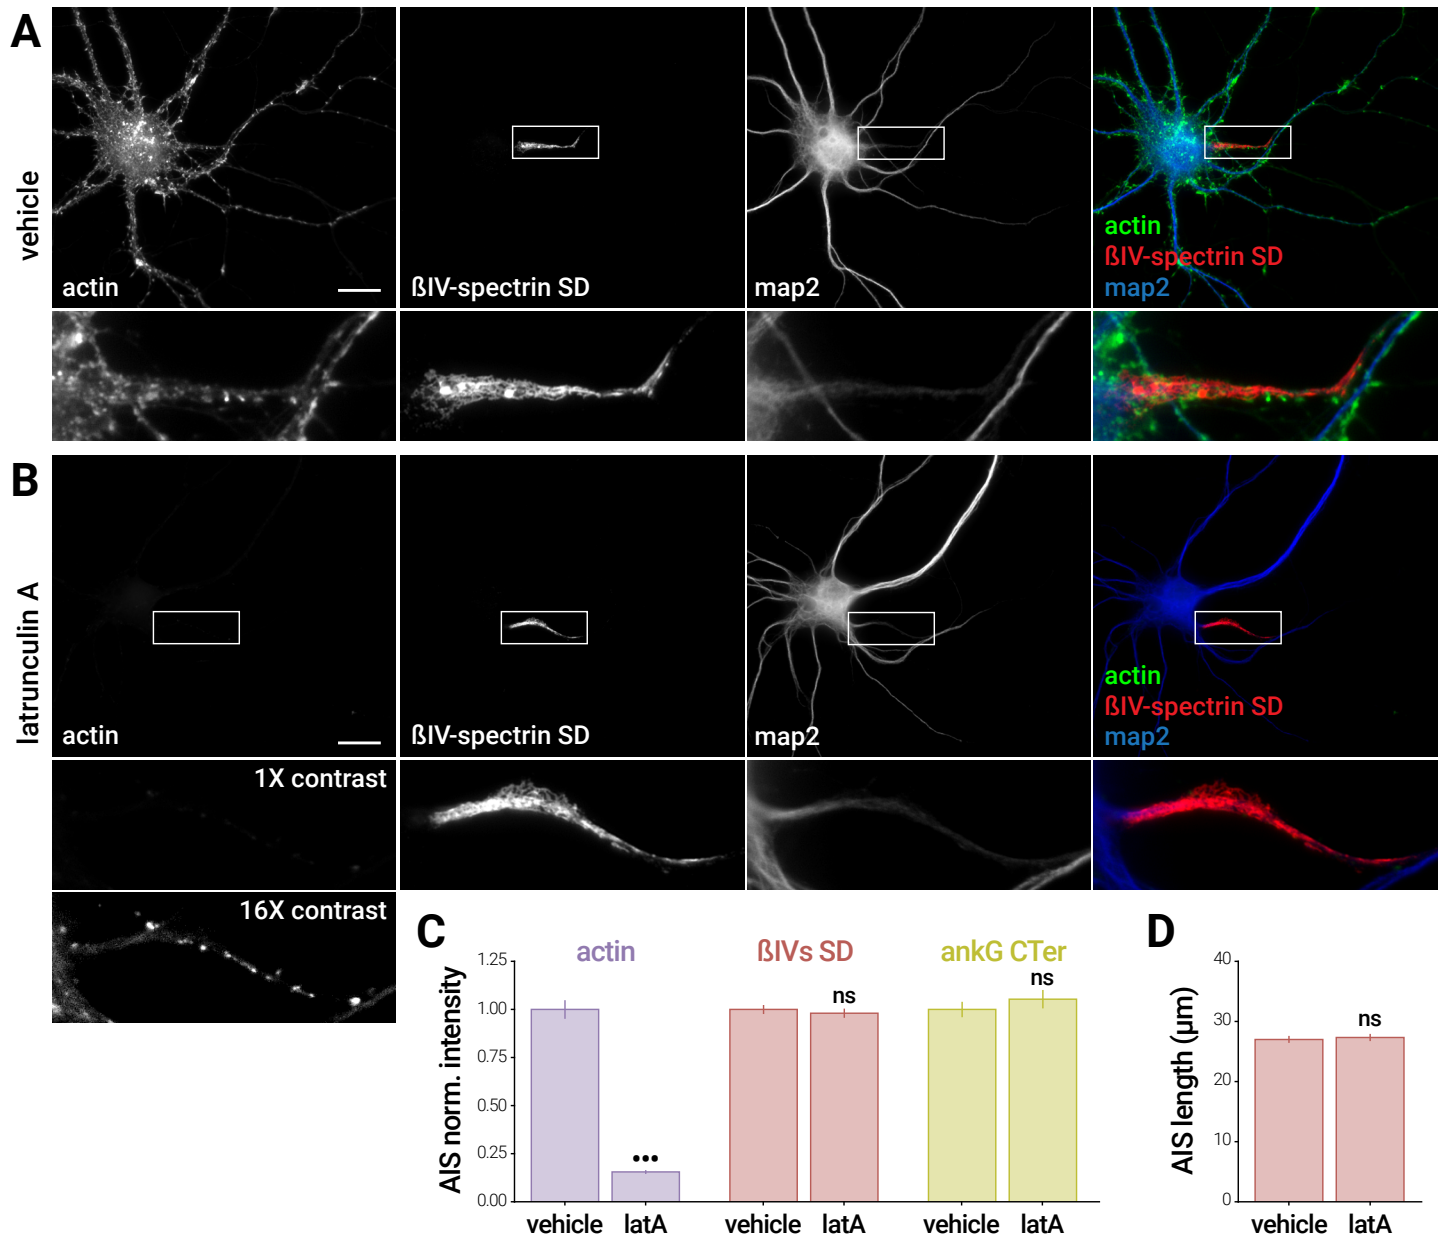 A
vehicle
actin
ßIV-spectrin SD
map2
actin
ßIV-spectrin SD
map2
B
latrunculin A
actin
ßIV-spectrin SD
map2
actin
ßIV-spectrin SD
map2
1X contrast
16X contrast
C
actin
ßIVs SD
ankG CTer
AIS norm. intensity
1.25
1.00
0.75
0.50
0.25
0.00
•••
ns
ns
vehicle
latA
vehicle
latA
vehicle
latA
D
AIS length (µm)
40
30
20
10
0
ns
vehicle
latA